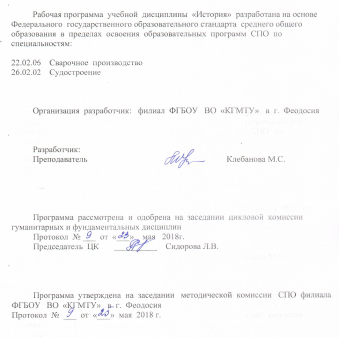 Рабочая программа учебной дисциплины «История» разработана на основе
Федерального государственного образовательного стандарта среднего общего
образования в пределах освоения образовательных программ СПО по
специальностям:
22.02.06 Сварочное производство
26.02.02 Судостроение
Организация разработчик: филиал ФГБОУ ВО «КГМТУ» в г. Феодосия
Разработчик:
Преподаватель Клебанова М.С.
Программа рассмотрена и одобрена на заседании цикловой комиссии
гуманитарных и фундаментальных дисциплин
Протокол № 9 от «23» мая 2018г.
Председатель ЦК Сидорова Л.В.
Программа утверждена на заседании методической комиссии СПО филиала
ФГБОУ ВО «КГМТУ» в г. Феодосия
Протокол № 9 от «23» мая 2018 г.